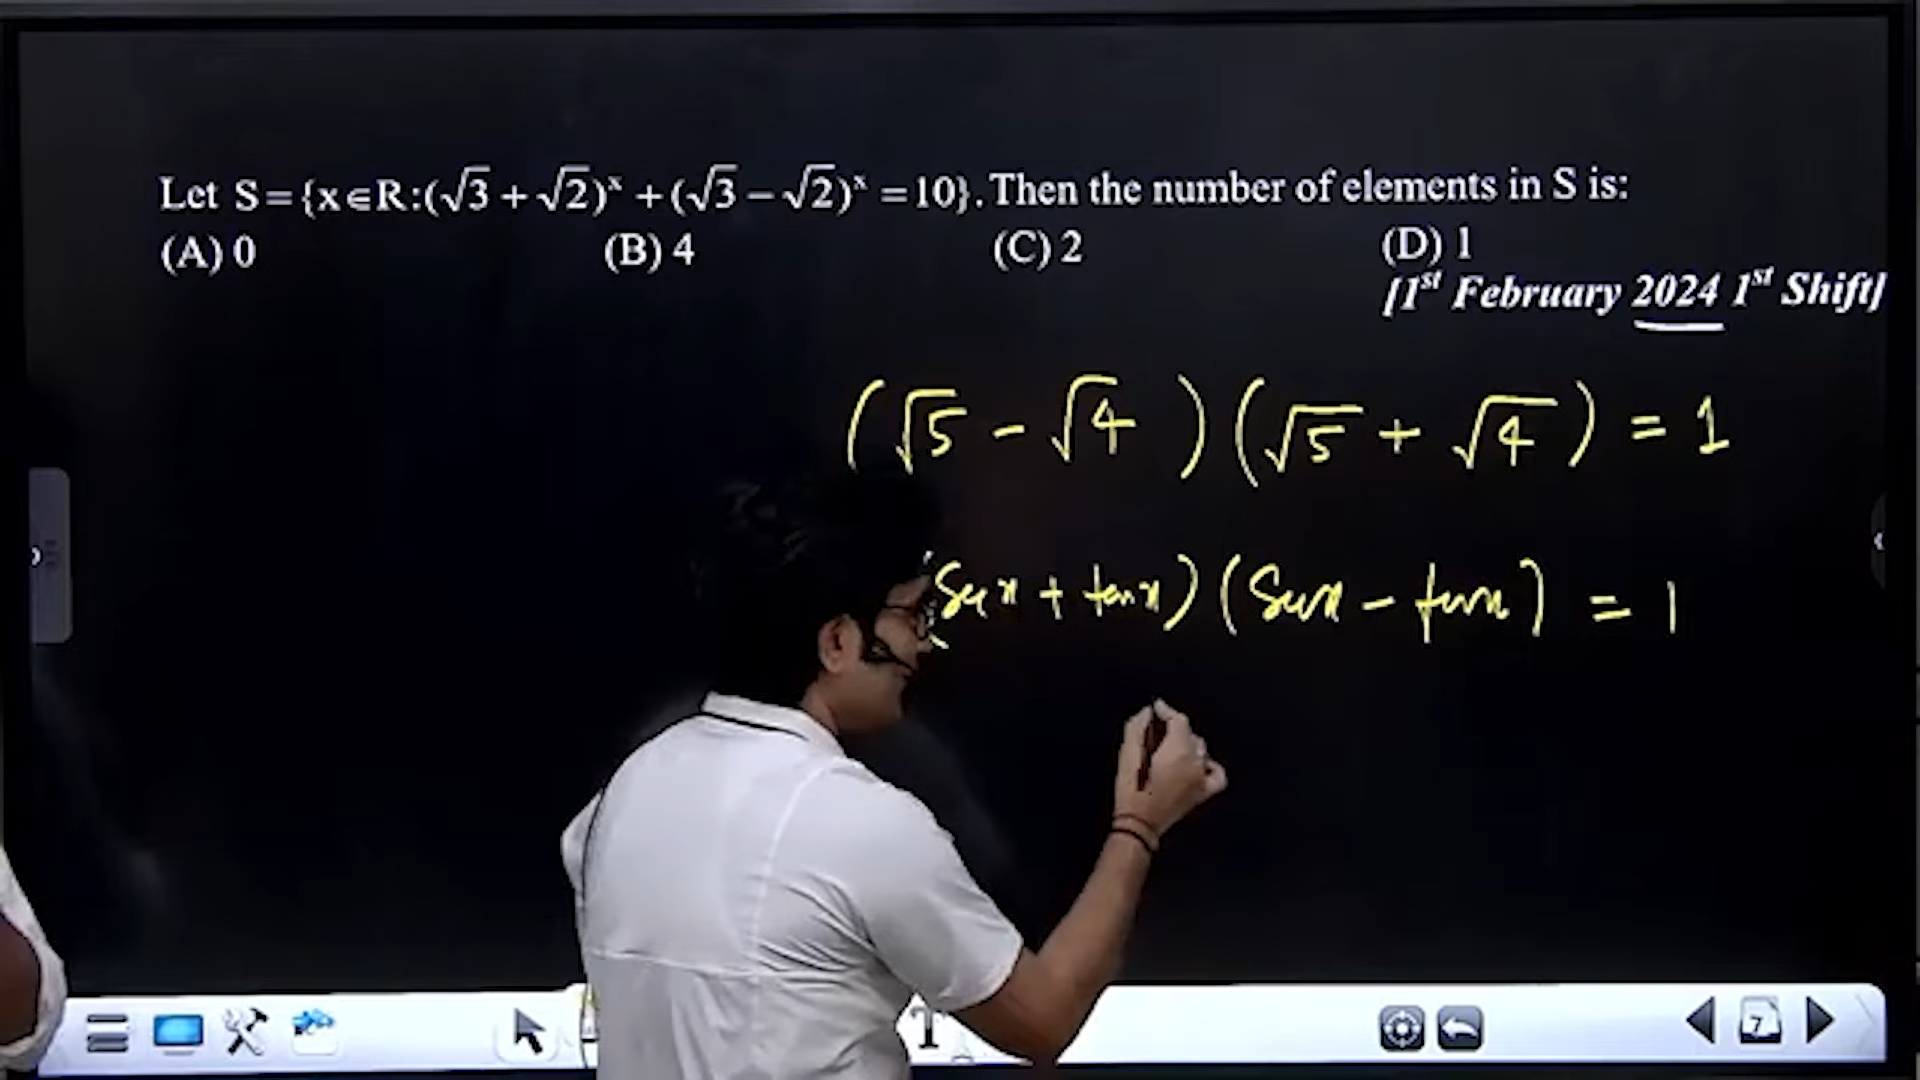 Let S={x∈R:(√3+√2)ˣ+(√3−√2)ˣ=10}. Then the number of elements in S is:
(A) 0 (B) 4 (C) 2 (D) 1
[1ˢᵗ February 2024 1ˢᵗ Shift]
(√5 - √4) (√5 + √4) = 1
(Secx + tanx) (Secx - tanx) = 1
T
7